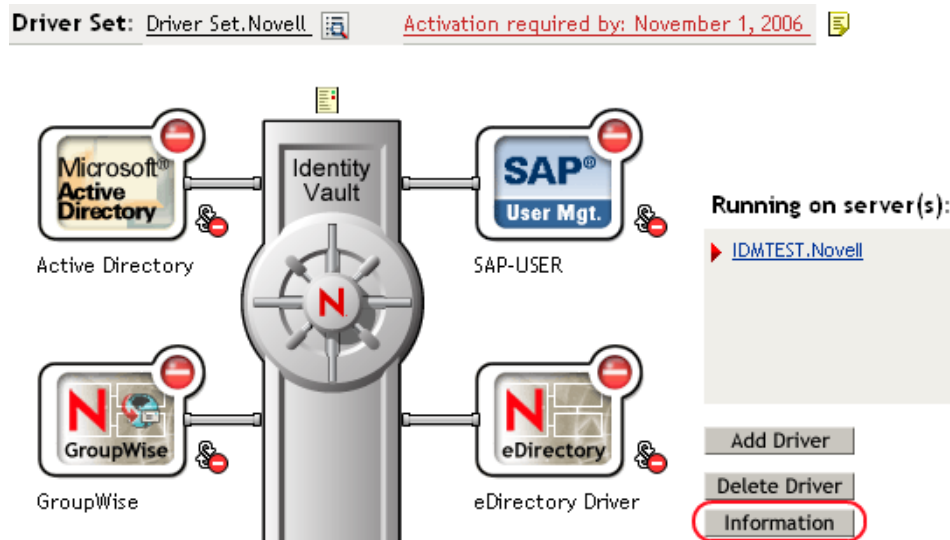 Driver Set: Driver Set.Novell Activation required by: November 1, 2006
Microsoft®
Active
Directory
Active Directory
Identity
Vault
N
SAP®
User Mgt.
SAP-USER
Running on server(s):
IDMTEST.Novell
N
GroupWise
GroupWise
N
eDirectory
eDirectory Driver
Add Driver
Delete Driver
Information